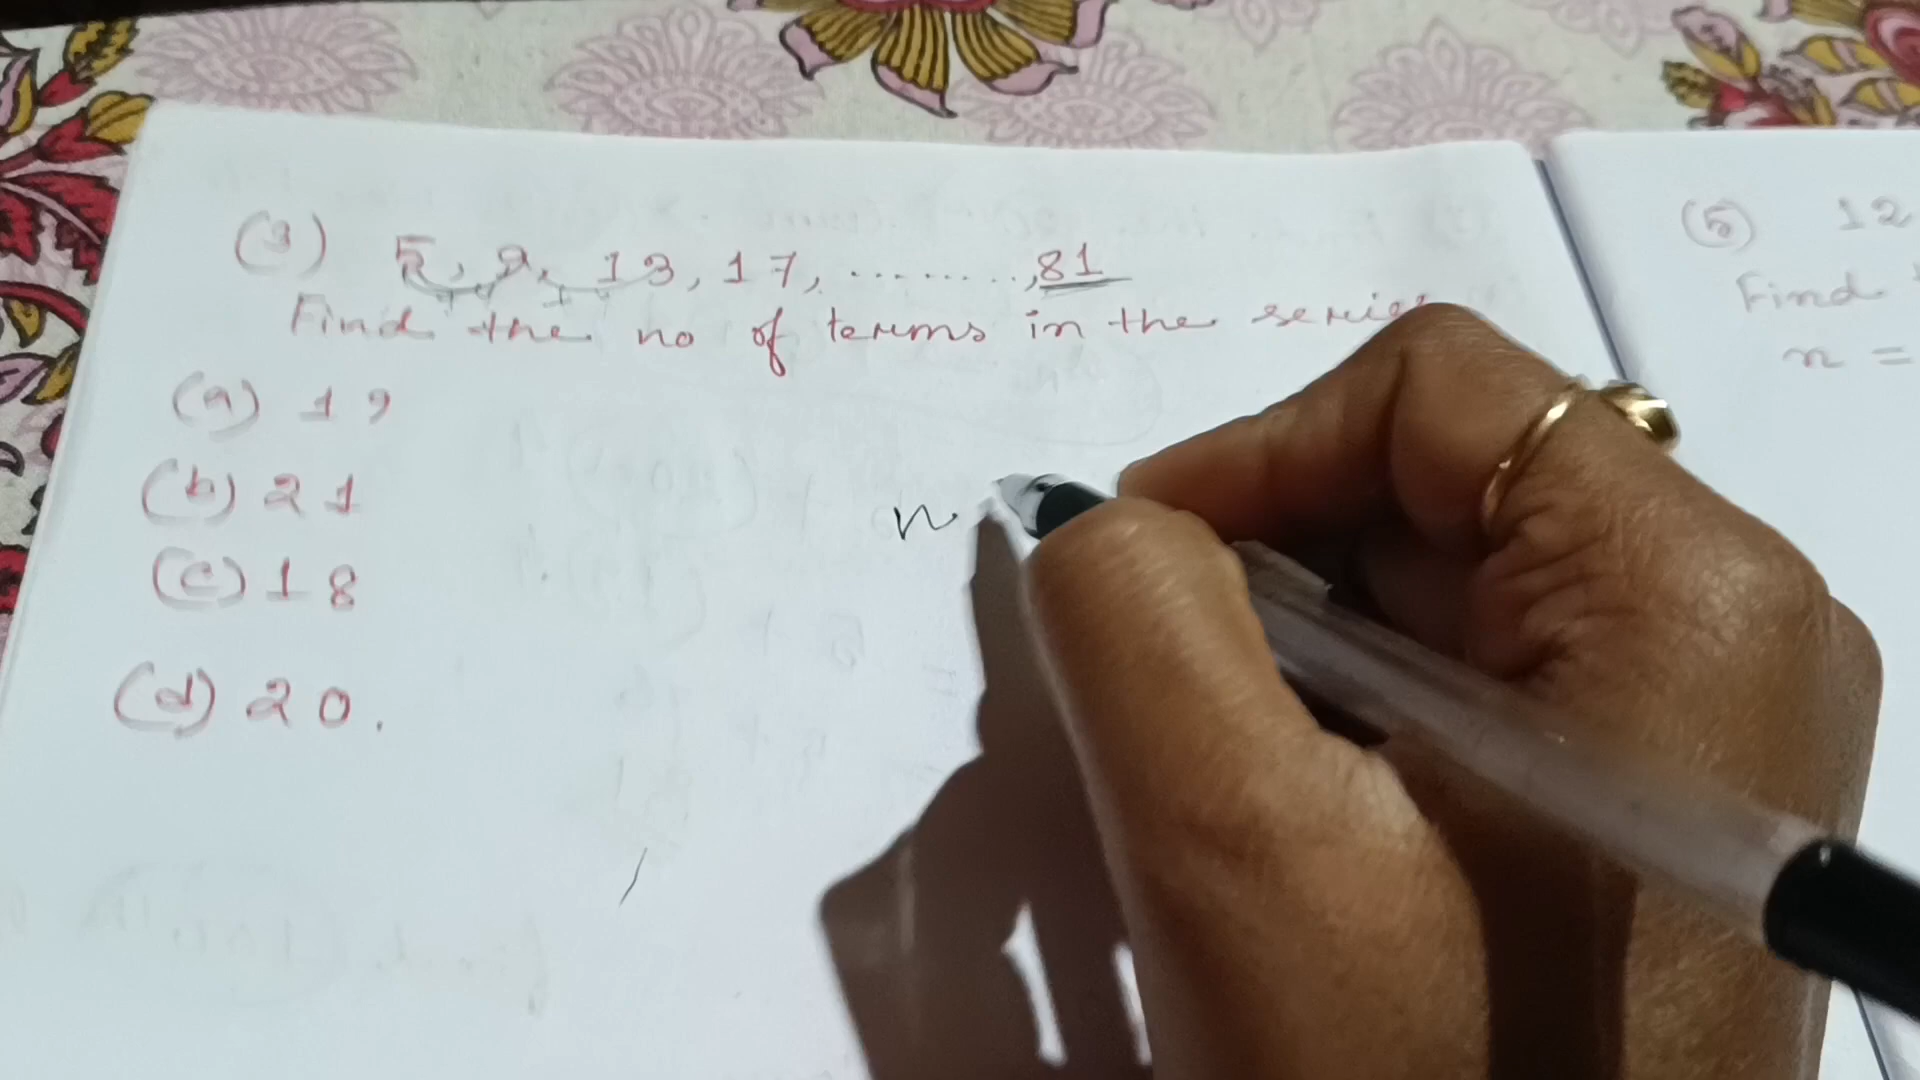 (3) 5, 9, 13, 17, ........, 81
Find the no of terms in the series
(a) 19
(b) 21
(c) 18
(d) 20.
n
(5) 12
Find
n =